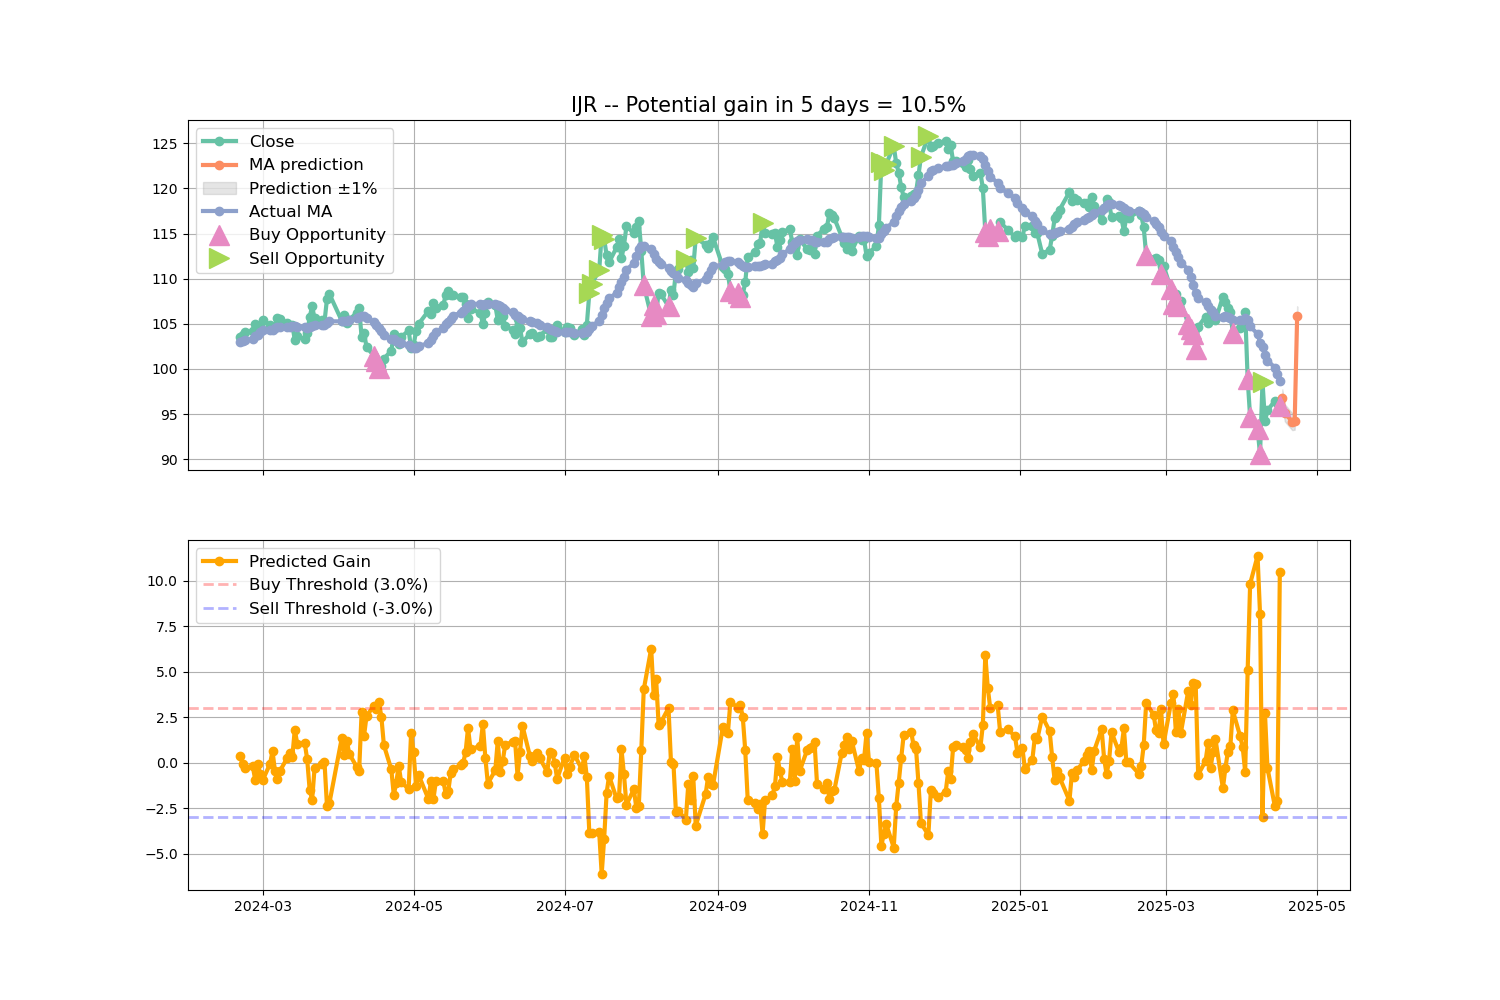 IJR -- Potential gain in 5 days = 10.5%
125
120
115
110
105
100
95
90
Close
MA prediction
Prediction ±1%
Actual MA
Buy Opportunity
Sell Opportunity
10.0
7.5
5.0
2.5
0.0
−2.5
−5.0
Predicted Gain
Buy Threshold (3.0%)
Sell Threshold (-3.0%)
2024-03 2024-05 2024-07 2024-09 2024-11 2025-01 2025-03 2025-05